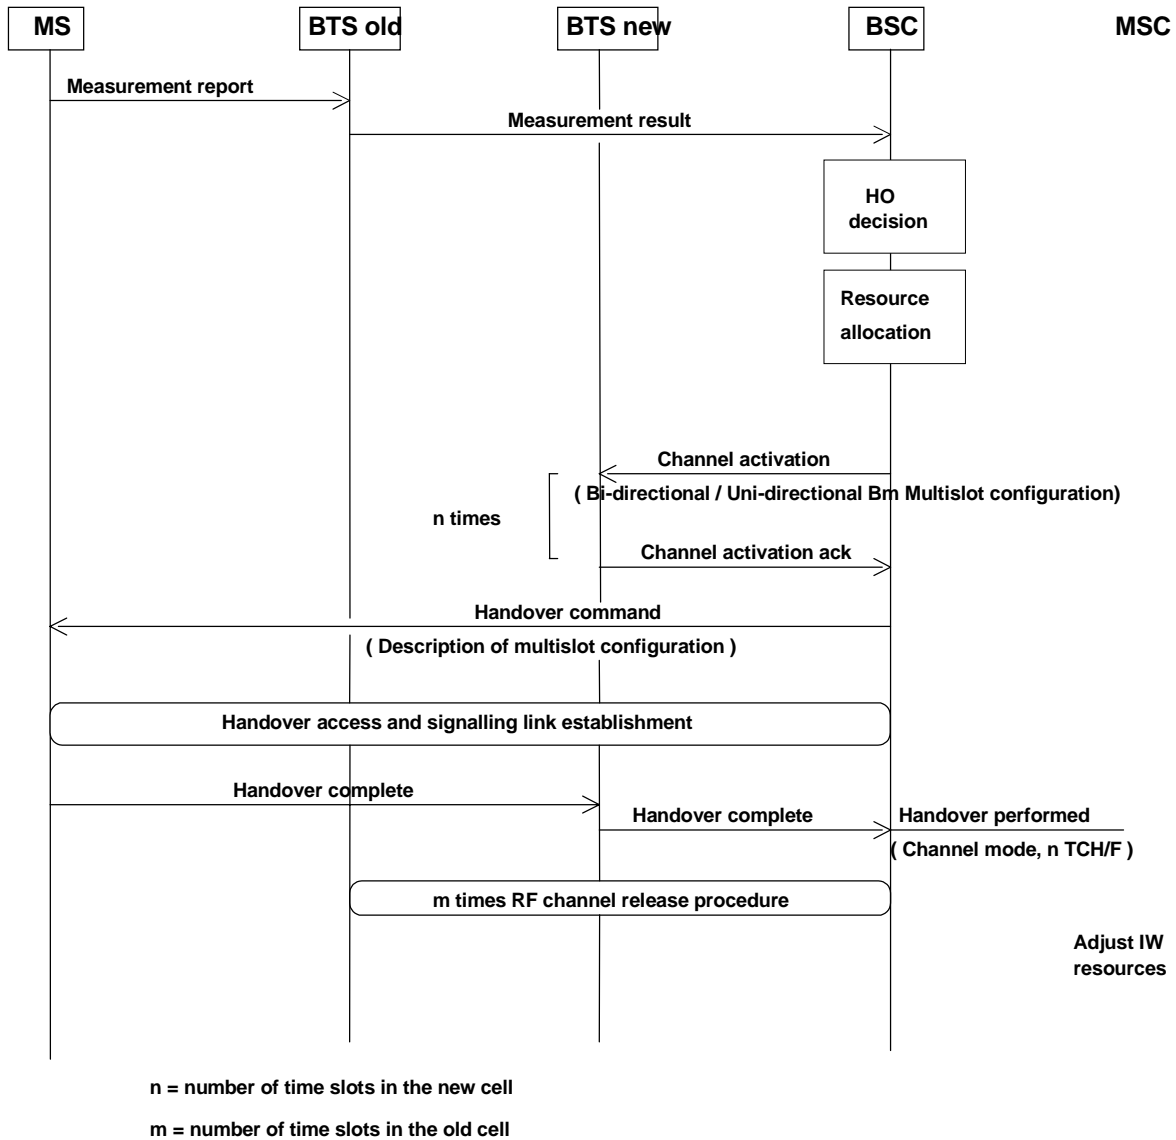 MS BTS old BTS new BSC MSC
Measurement report
Measurement result
HO
decision
Resource
allocation
Channel activation
( Bi-directional / Uni-directional Bm Multislot configuration)
n times
Channel activation ack
Handover command
( Description of multislot configuration )
Handover access and signalling link establishment
Handover complete
Handover complete Handover performed
( Channel mode, n TCH/F )
m times RF channel release procedure
Adjust IW
resources
n = number of time slots in the new cell
m = number of time slots in the old cell